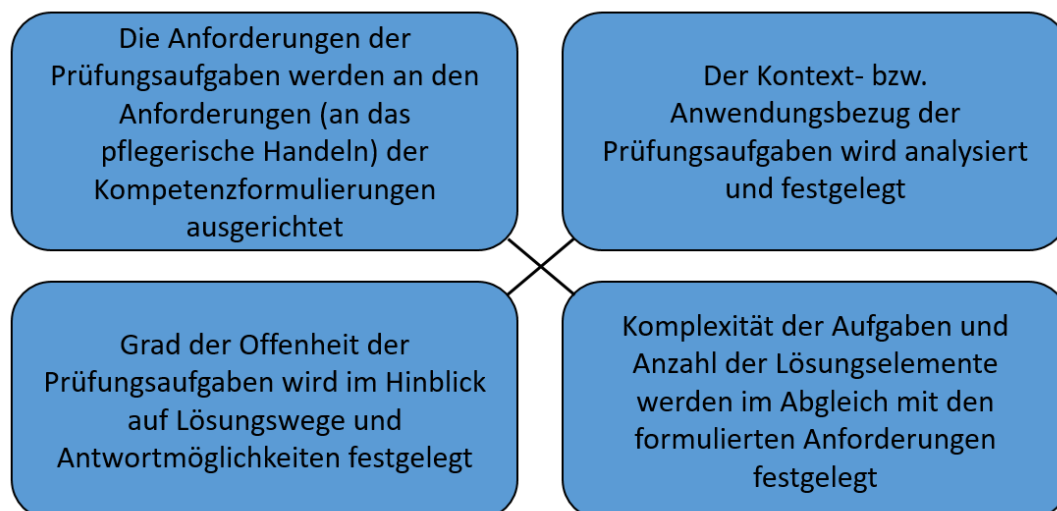 Die Anforderungen der
Prüfungsaufgaben werden an den
Anforderungen (an das
pflegerische Handeln) der
Kompetenzformulierungen
ausgerichtet
Der Kontext- bzw.
Anwendungsbezug der
Prüfungsaufgaben wird analysiert
und festgelegt
Grad der Offenheit der
Prüfungsaufgaben wird im Hinblick
auf Lösungswege und
Antwortmöglichkeiten festgelegt
Komplexität der Aufgaben und
Anzahl der Lösungselemente
werden im Abgleich mit den
formulierten Anforderungen
festgelegt